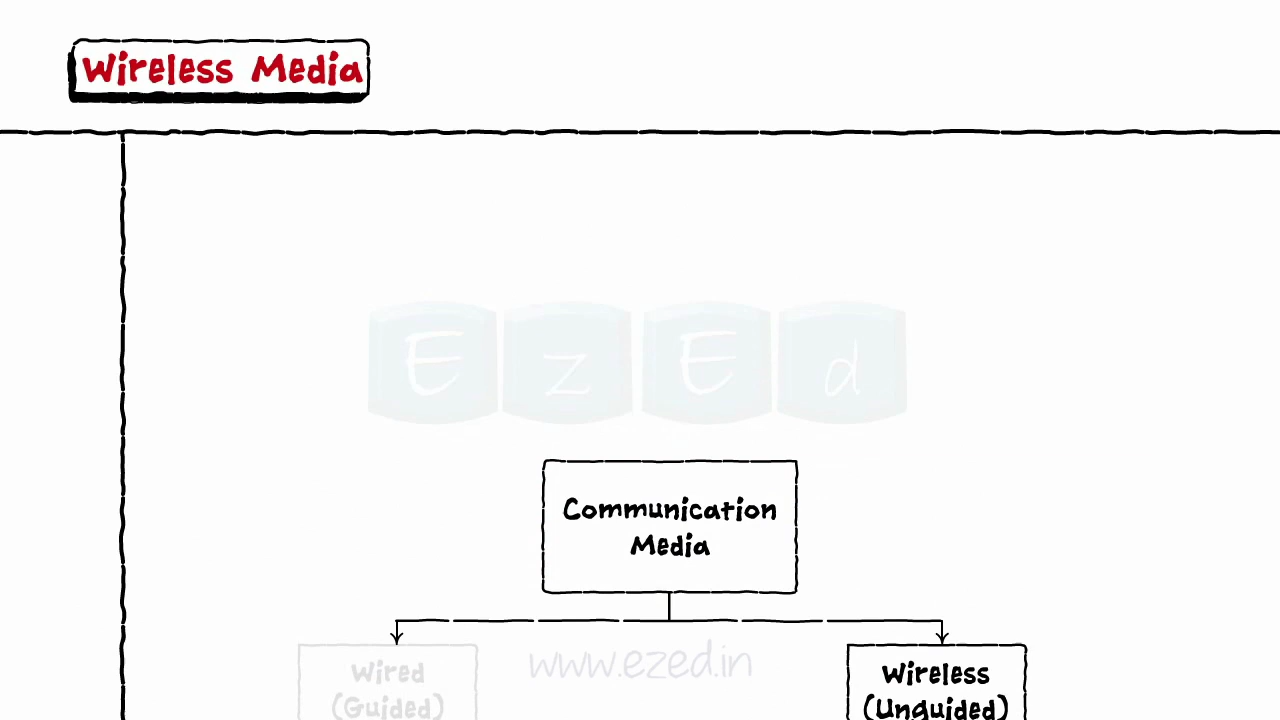 Wireless Media
EzEd
Communication
Media
www.ezed.in
Wired
(Guided)
Wireless
(Unguided)